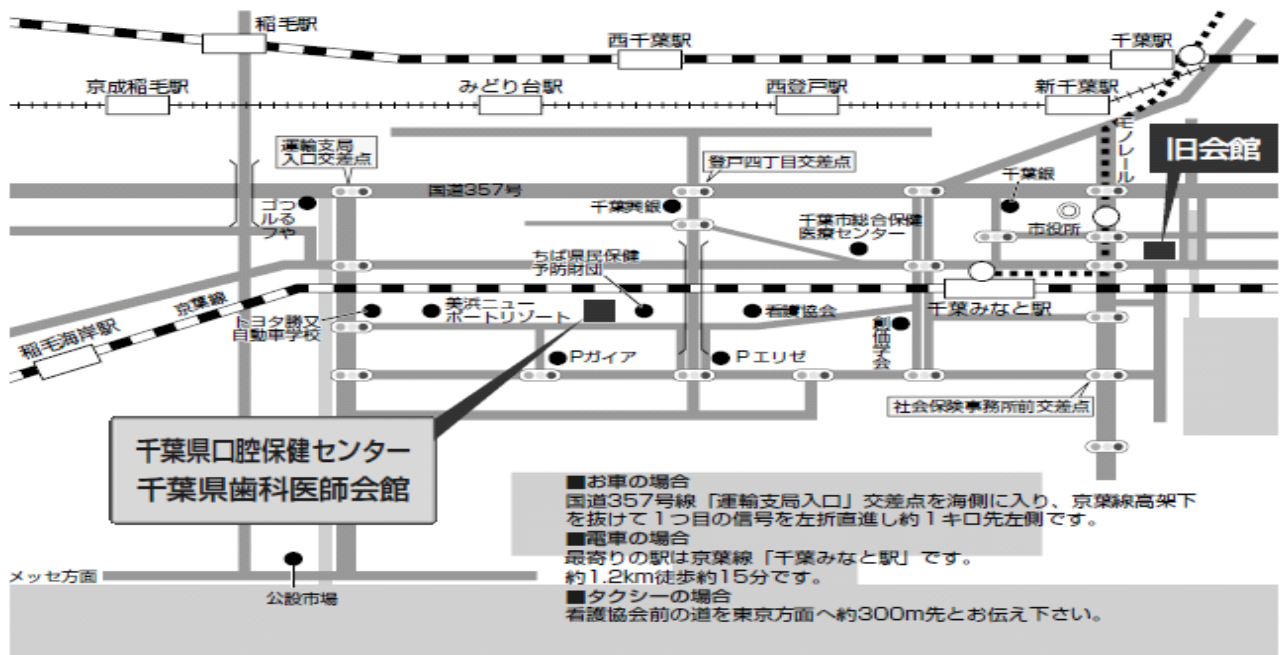 稲毛駅
西千葉駅
千葉駅
京成稲毛駅
みどり台駅
西登戸駅
新千葉駅
モノレール
旧会館
運輸支局
入口交差点
登戸四丁目交差点
国道357号
千葉銀
ゴつ
ルる
フや
千葉興銀
千葉市総合保健
医療センター
市役所
ちば県民保健
予防財団
京葉線
美浜ニュー
ポートリゾート
看護協会
千葉みなと駅
トヨタ勝又
自動車学校
稲毛海岸駅
創価学会
Pガイア
Pエリゼ
社会保険事務所前交差点
千葉県口腔保健センター
千葉県歯科医師会館
■お車の場合
国道357号線「運輸支局入口」交差点を海側に入り、京葉線高架下
を抜けて1つ目の信号を左折直進し約1キロ先左側です。
■電車の場合
最寄りの駅は京葉線「千葉みなと駅」です。
約1.2km徒歩約15分です。
■タクシーの場合
看護協会前の道を東京方面へ約300m先とお伝え下さい。
メッセ方面
公設市場